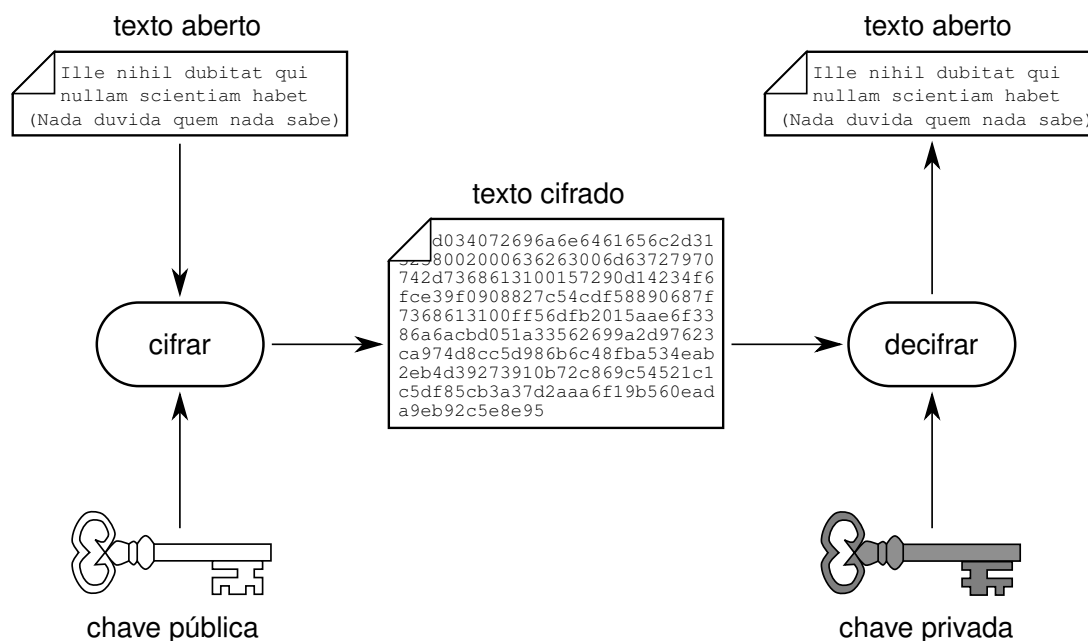 texto aberto
Ille nihil dubitat qui
nullam scientiam habet
(Nada duvida quem nada sabe)
cifrar
chave pública
texto cifrado
d034072696a6e6461656c2d31
8002000636263006d63727970
742d7368613100157290d14234f6
fce39f0908827c54cdf58890687f
7368613100ff56dfb2015aae6f33
86a6acbd051a33562699a2d97623
ca974d8cc5d986b6c48fba534eab
2eb4d39273910b72c869c54521c1
c5df85cb3a37d2aaa6f19b560ead
a9eb92c5e8e95
texto aberto
Ille nihil dubitat qui
nullam scientiam habet
(Nada duvida quem nada sabe)
decifrar
chave privada